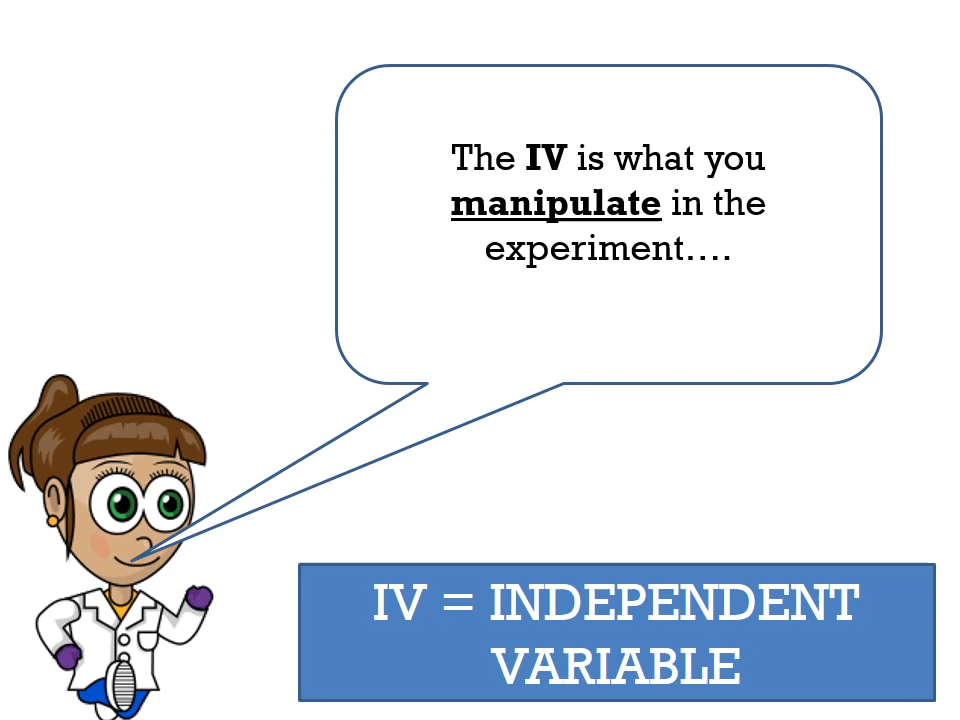 The IV is what you
manipulate in the
experiment….
IV = INDEPENDENT
VARIABLE